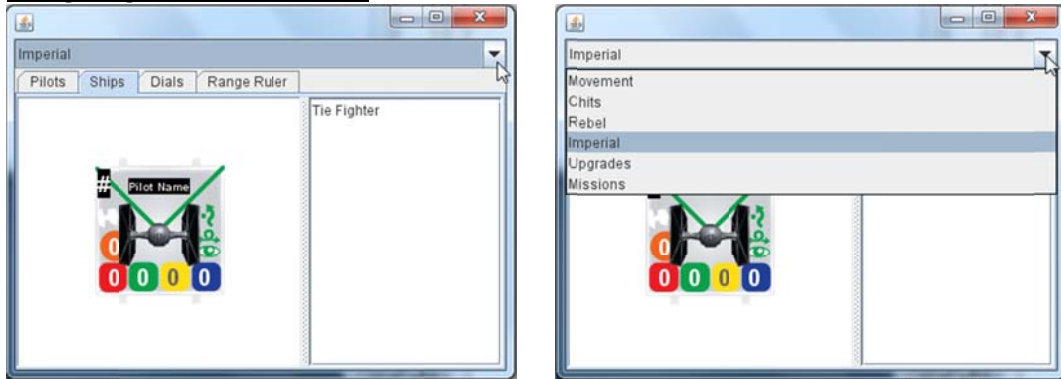 Imperial
Pilots Ships Dials Range Ruler
Tie Fighter
# Pilot Name
0
0 0 0 0
Imperial
Movement
Chits
Rebel
Imperial
Upgrades
Missions
0
0 0 0 0